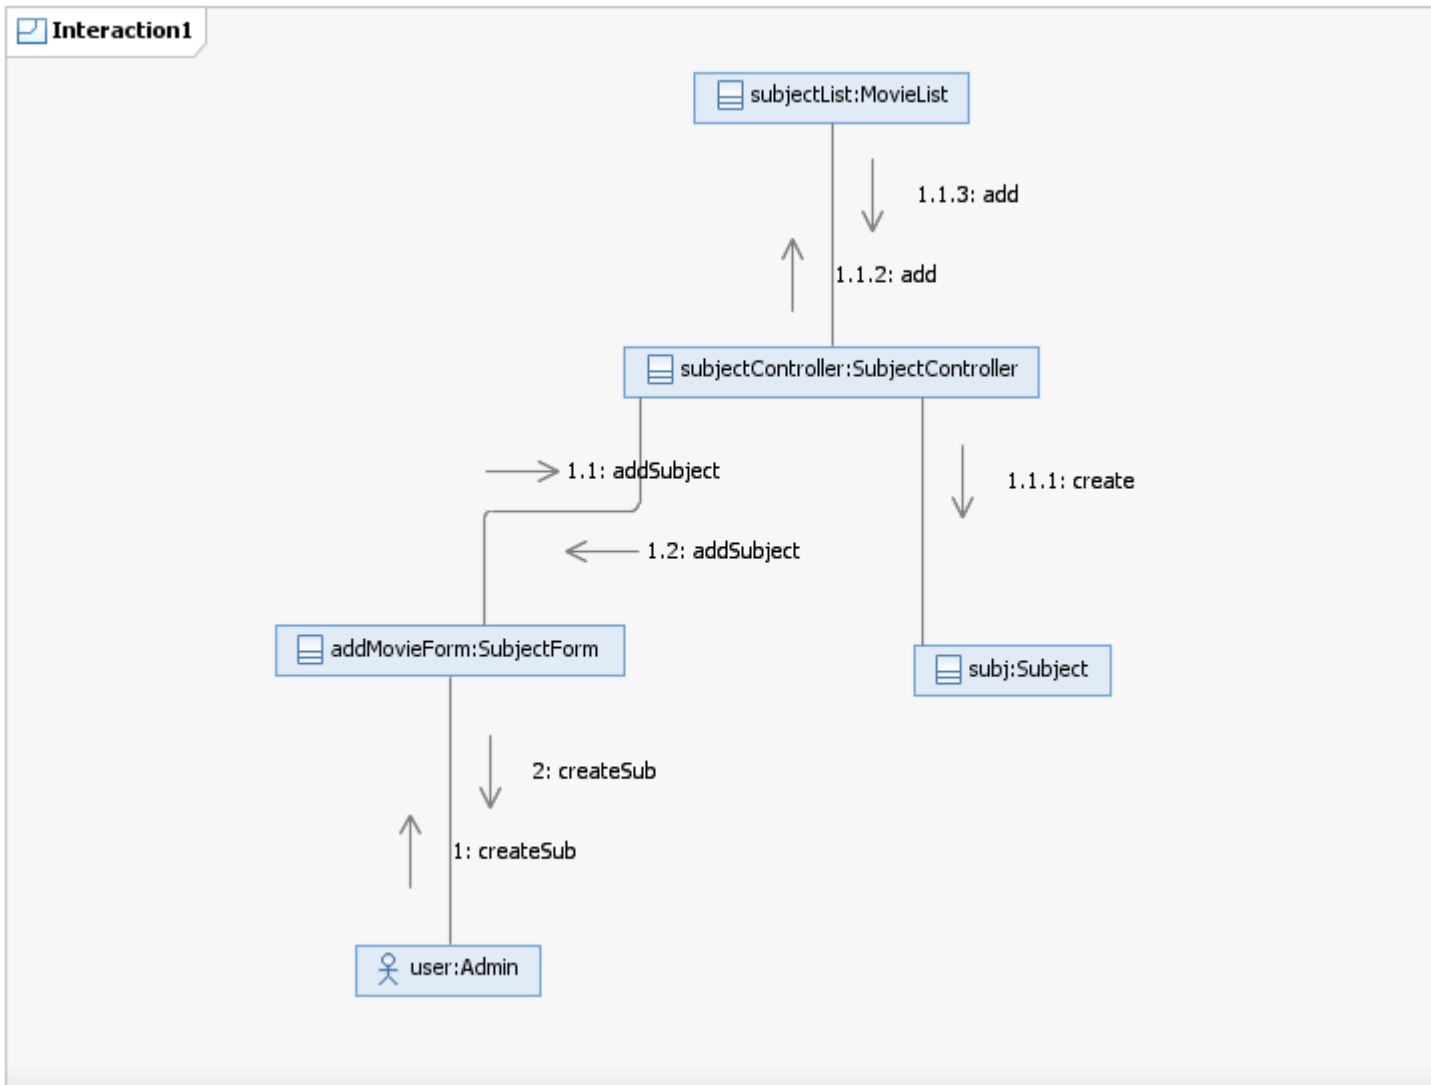 Interaction1
subjectList:MovieList
1.1.3: add
1.1.2: add
subjectController:SubjectController
1.1: addSubject
1.1.1: create
1.2: addSubject
addMovieForm:SubjectForm
subj:Subject
2: createSub
1: createSub
user:Admin